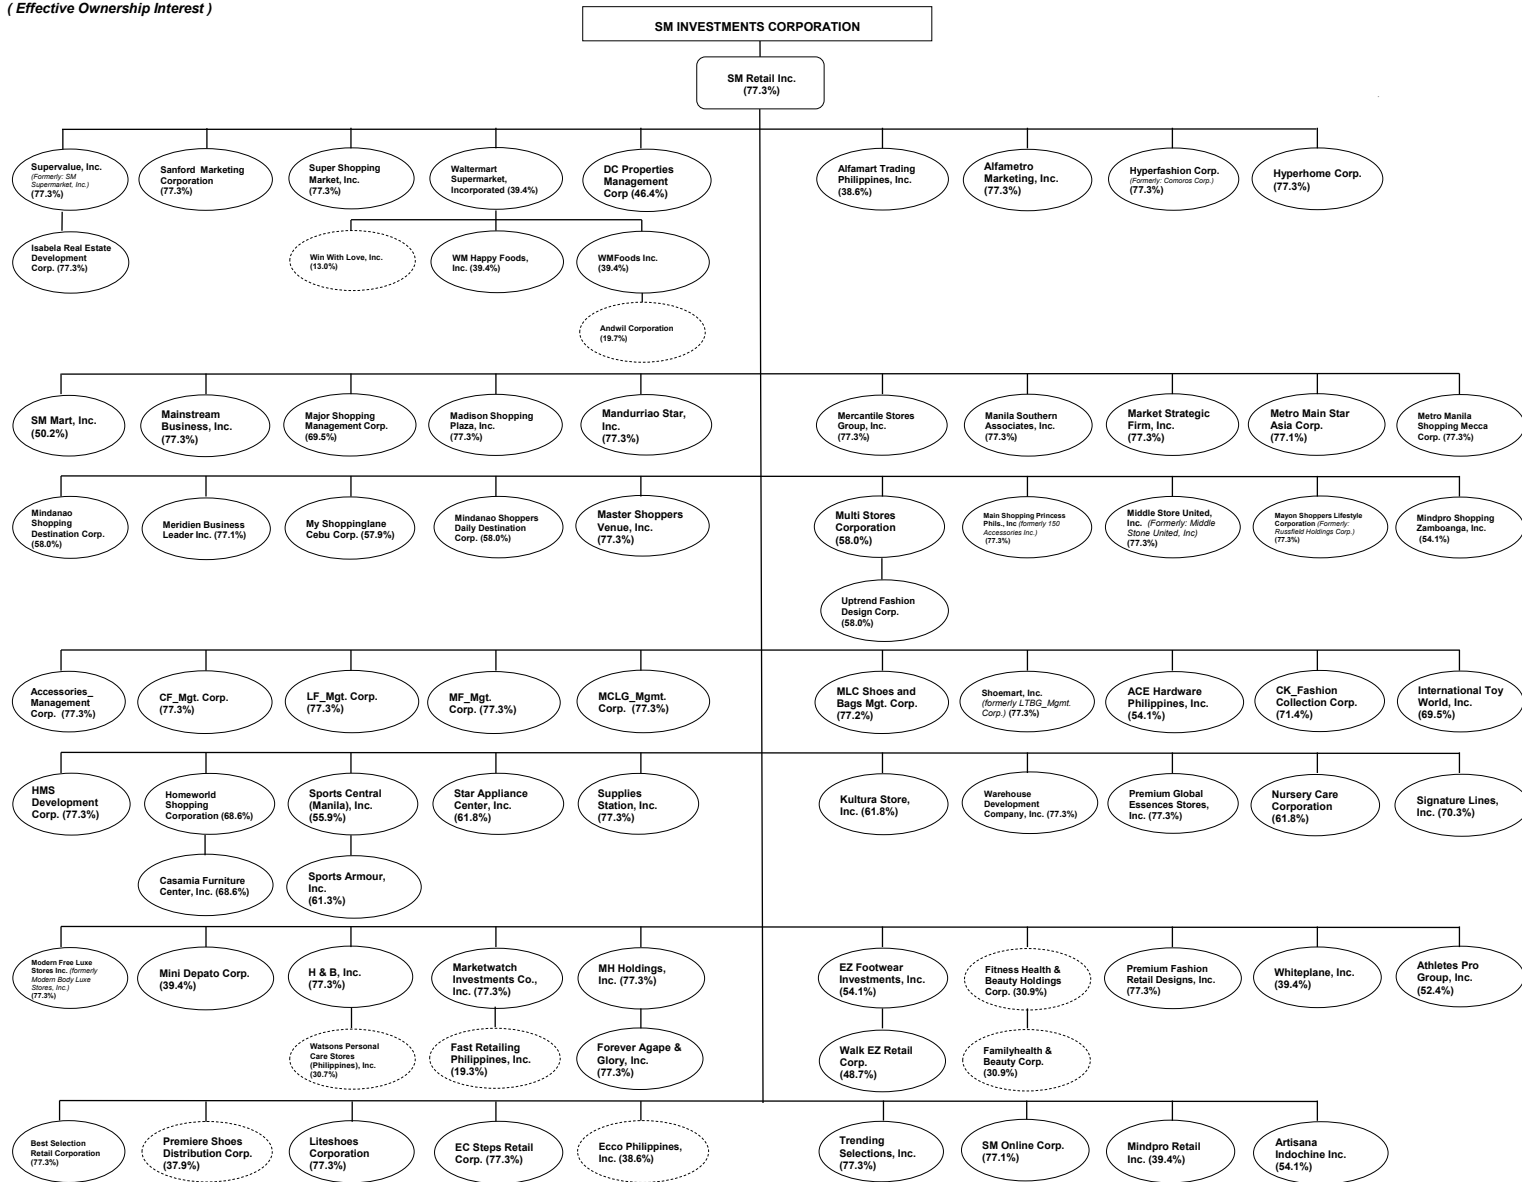 ( Effective Ownership Interest )
SM INVESTMENTS CORPORATION
SM Retail Inc.
(77.3%)
Supervalue, Inc.
(Formerly: SM
Supermarket, Inc.)
(77.3%)
Sanford Marketing
Corporation
(77.3%)
Super Shopping
Market, Inc.
(77.3%)
Waltermart
Supermarket,
Incorporated (39.4%)
DC Properties
Management
Corp (46.4%)
Alfamart Trading
Philippines, Inc.
(38.6%)
Alfametro
Marketing, Inc.
(77.3%)
Hyperfashion Corp.
(Formerly: Comoros Corp.)
(77.3%)
Hyperhome Corp.
(77.3%)
Isabela Real Estate
Development
Corp. (77.3%)
Win With Love, Inc.
(13.0%)
WM Happy Foods,
Inc. (39.4%)
WMFoods Inc.
(39.4%)
Andwil Corporation
(19.7%)
SM Mart, Inc.
(50.2%)
Mainstream
Business, Inc.
(77.3%)
Major Shopping
Management Corp.
(69.5%)
Madison Shopping
Plaza, Inc.
(77.3%)
Mandurriao Star,
Inc.
(77.3%)
Mercantile Stores
Group, Inc.
(77.3%)
Manila Southern
Associates, Inc.
(77.3%)
Market Strategic
Firm, Inc.
(77.3%)
Metro Main Star
Asia Corp.
(77.1%)
Metro Manila
Shopping Mecca
Corp. (77.3%)
Mindanao
Shopping
Destination Corp.
(58.0%)
Meridien Business
Leader Inc. (77.1%)
My Shoppinglane
Cebu Corp. (57.9%)
Mindanao Shoppers
Daily Destination
Corp. (58.0%)
Master Shoppers
Venue, Inc.
(77.3%)
Multi Stores
Corporation
(58.0%)
Main Shopping Princess
Phils., Inc (formerly 150
Accessories Inc.)
(77.3%)
Middle Store United,
Inc. (Formerly: Middle
Stone United, Inc)
(77.3%)
Mayon Shoppers Lifestyle
Corporation (Formerly:
Russfield Holdings Corp.)
(77.3%)
Mindpro Shopping
Zamboanga, Inc.
(54.1%)
Uptrend Fashion
Design Corp.
(58.0%)
Accessories_
Management
Corp. (77.3%)
CF_Mgt. Corp.
(77.3%)
LF_Mgt. Corp.
(77.3%)
MF_Mgt.
Corp. (77.3%)
MCLG_Mgmt.
Corp. (77.3%)
MLC Shoes and
Bags Mgt. Corp.
(77.2%)
Shoemart, Inc.
(formerly LTBG_Mgmt.
Corp.) (77.3%)
ACE Hardware
Philippines, Inc.
(54.1%)
CK_Fashion
Collection Corp.
(71.4%)
International Toy
World, Inc.
(69.5%)
HMS
Development
Corp. (77.3%)
Homeworld
Shopping
Corporation (68.6%)
Sports Central
(Manila), Inc.
(55.9%)
Star Appliance
Center, Inc.
(61.8%)
Supplies
Station, Inc.
(77.3%)
Kultura Store,
Inc. (61.8%)
Warehouse
Development
Company, Inc. (77.3%)
Premium Global
Essences Stores,
Inc. (77.3%)
Nursery Care
Corporation
(61.8%)
Signature Lines,
Inc. (70.3%)
Casamia Furniture
Center, Inc. (68.6%)
Sports Armour,
Inc.
(61.3%)
Modern Free Luxe
Stores Inc. (formerly
Modern Body Luxe
Stores, Inc.)
(77.3%)
Mini Depato Corp.
(39.4%)
H & B, Inc.
(77.3%)
Marketwatch
Investments Co.,
Inc. (77.3%)
MH Holdings,
Inc. (77.3%)
EZ Footwear
Investments, Inc.
(54.1%)
Fitness Health &
Beauty Holdings
Corp. (30.9%)
Premium Fashion
Retail Designs, Inc.
(77.3%)
Whiteplane, Inc.
(39.4%)
Athletes Pro
Group, Inc.
(52.4%)
Watsons Personal
Care Stores
(Philippines), Inc.
(30.7%)
Fast Retailing
Philippines, Inc.
(19.3%)
Forever Agape &
Glory, Inc.
(77.3%)
Walk EZ Retail
Corp.
(48.7%)
Familyhealth &
Beauty Corp.
(30.9%)
Best Selection
Retail Corporation
(77.3%)
Premiere Shoes
Distribution Corp.
(37.9%)
Liteshoes
Corporation
(77.3%)
EC Steps Retail
Corp. (77.3%)
Ecco Philippines,
Inc. (38.6%)
Trending
Selections, Inc.
(77.3%)
SM Online Corp.
(77.1%)
Mindpro Retail
Inc. (39.4%)
Artisana
Indochine Inc.
(54.1%)